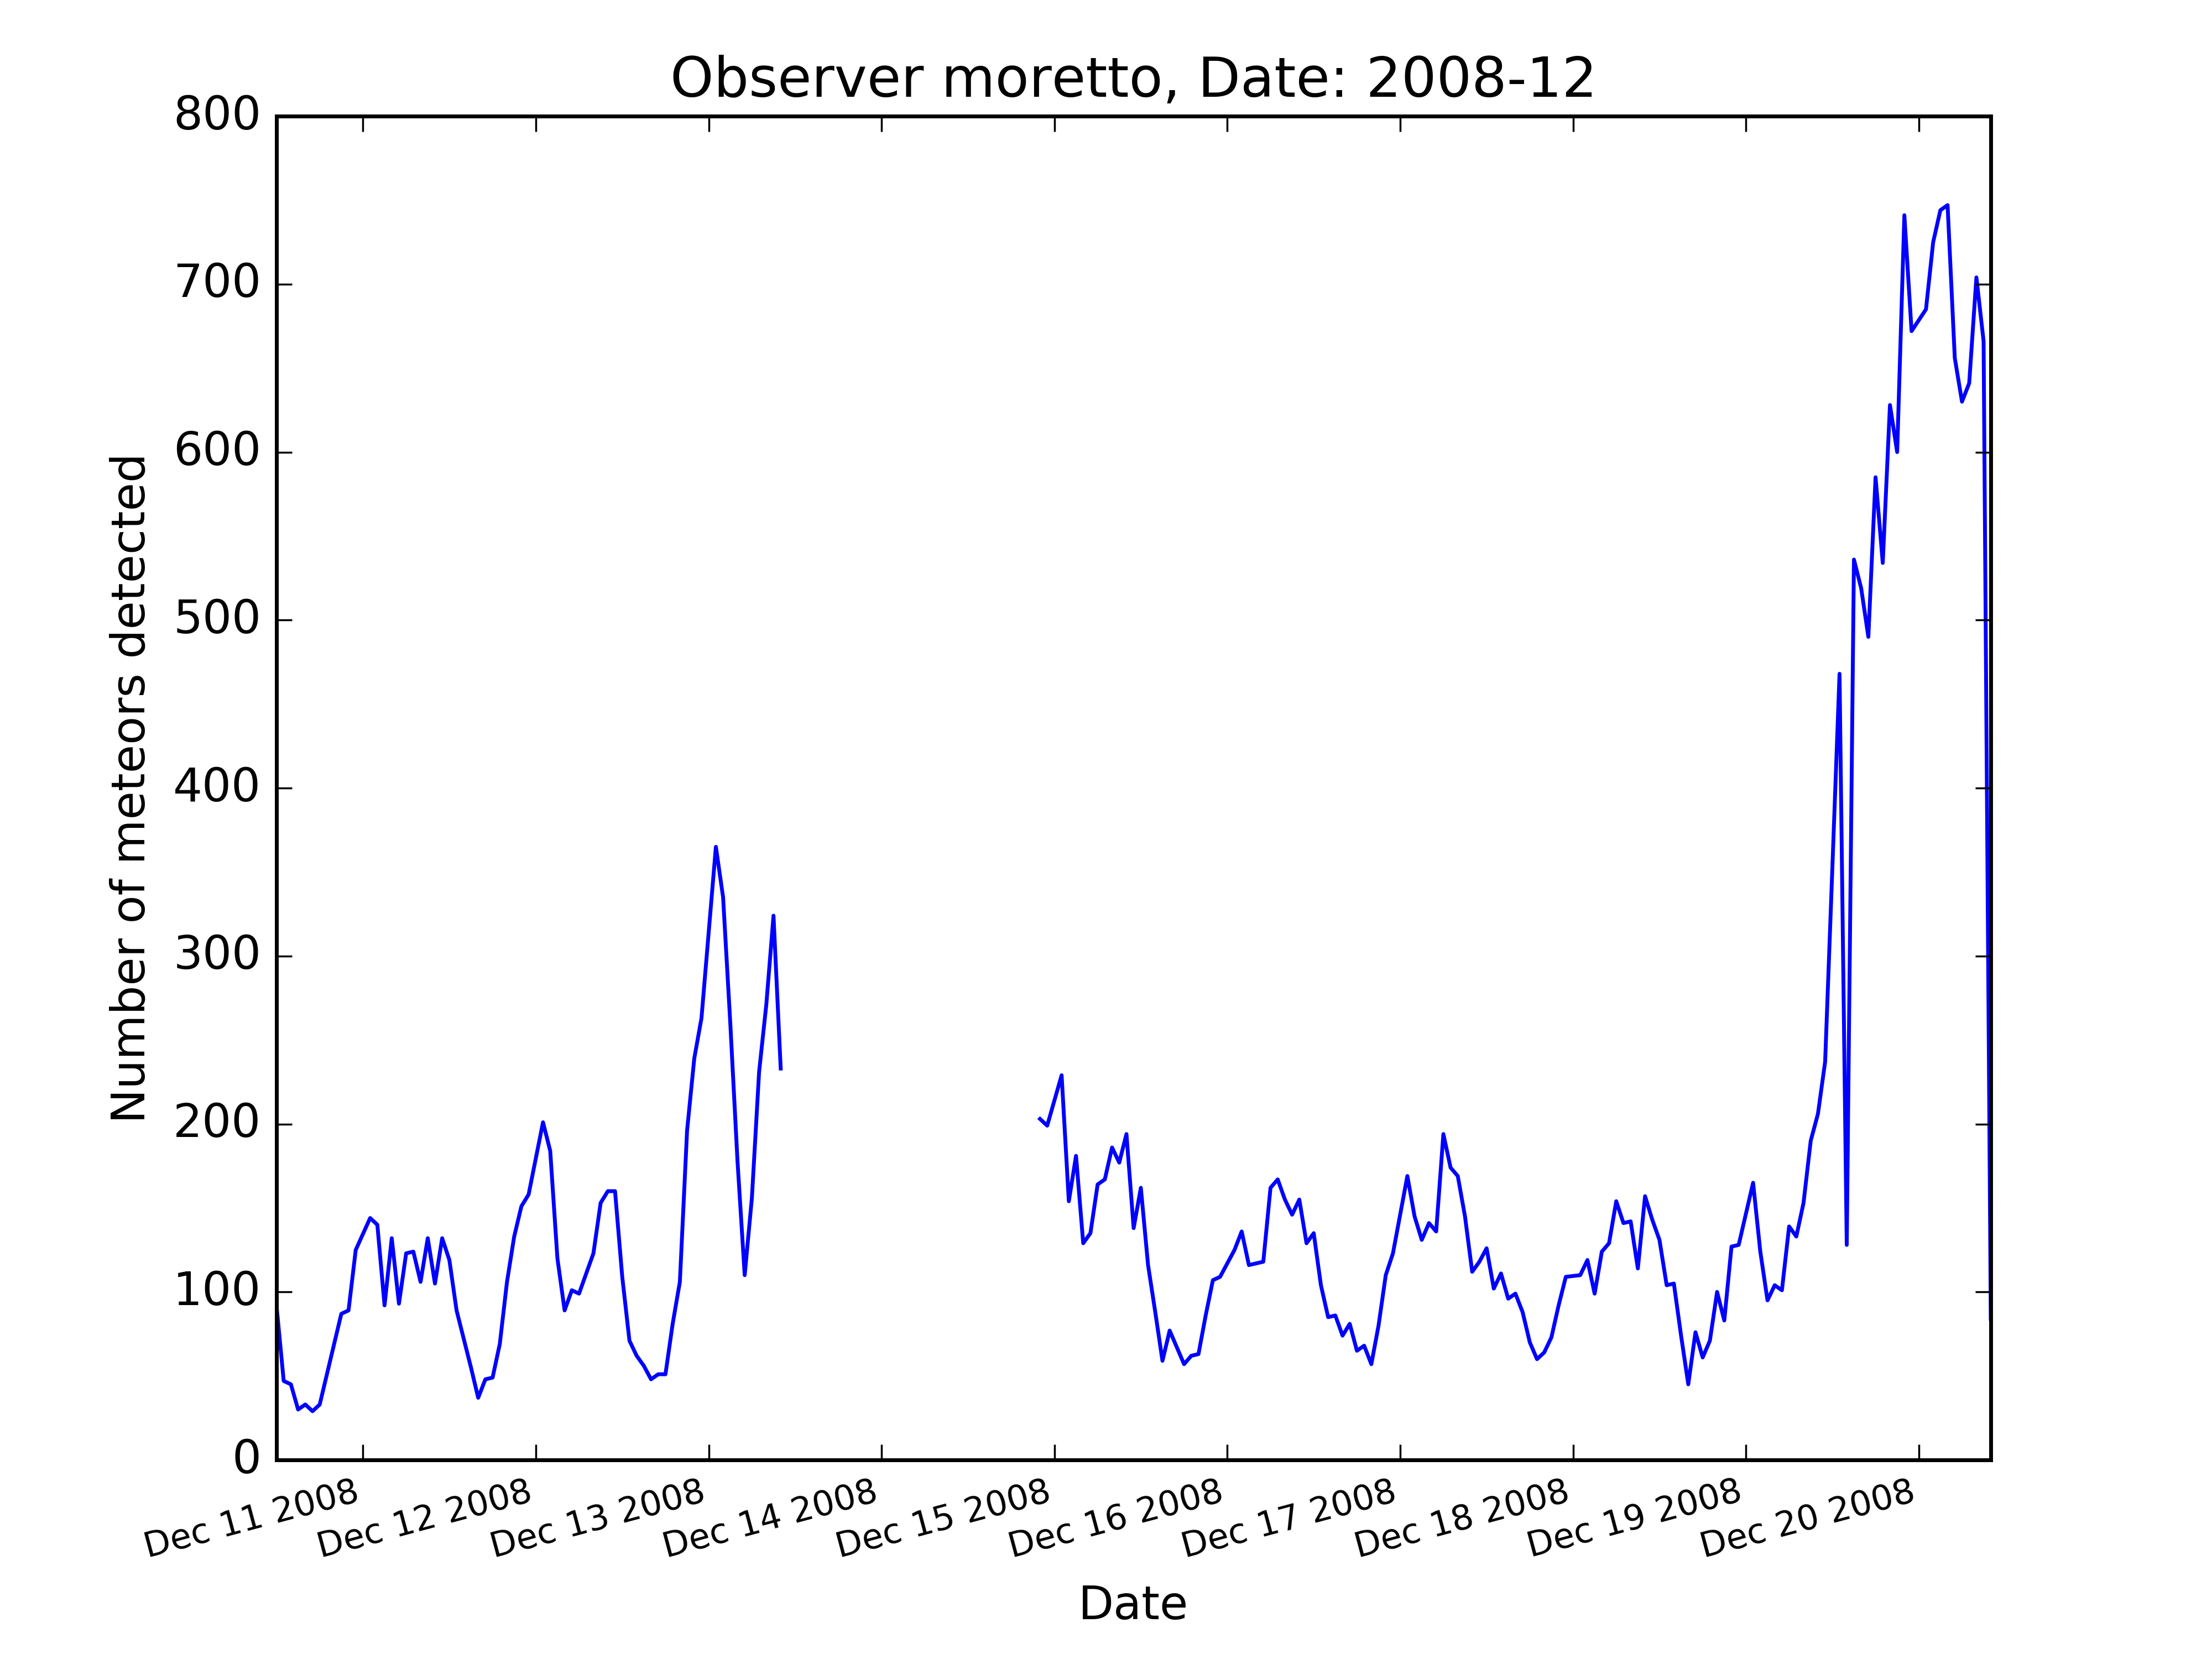 Observer moretto, Date: 2008-12
800
700
600
500
400
300
200
100
0
Number of meteors detected
Dec 11 2008
Dec 12 2008
Dec 13 2008
Dec 14 2008
Dec 15 2008
Dec 16 2008
Dec 17 2008
Dec 18 2008
Dec 19 2008
Dec 20 2008
Date